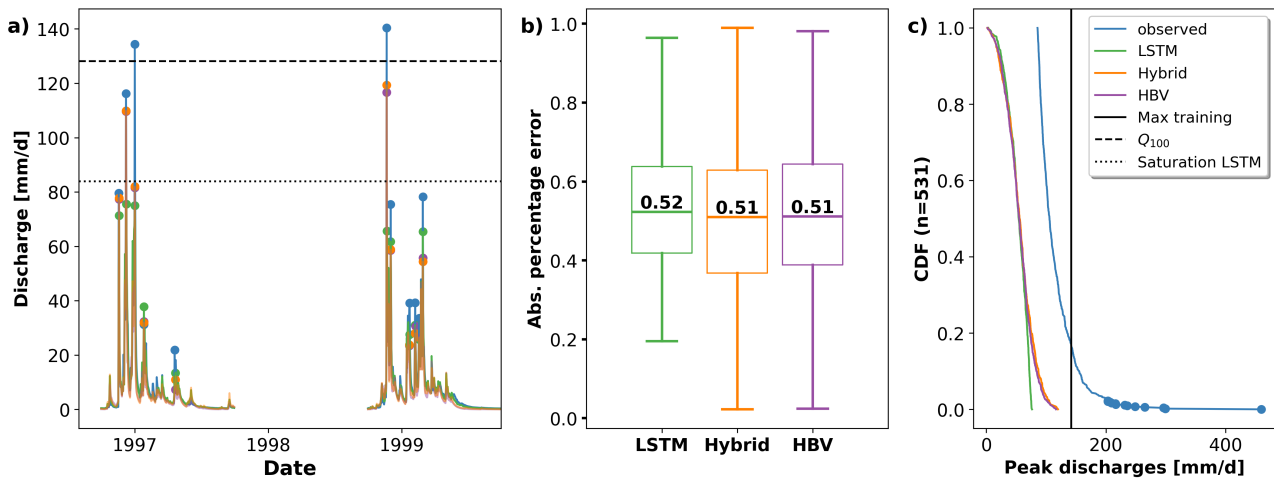 a)
Discharge [mm/d]
140
120
100
80
60
40
20
0
1997
1998
1999
Date
b)
Abs. percentage error
1.0
0.8
0.6
0.4
0.2
0.0
0.52
0.51
0.51
LSTM
Hybrid
HBV
c)
CDF (n=531)
1.0
0.8
0.6
0.4
0.2
0.0
0
200
400
Peak discharges [mm/d]
observed
LSTM
Hybrid
HBV
Max training
Q₁₀₀
Saturation LSTM